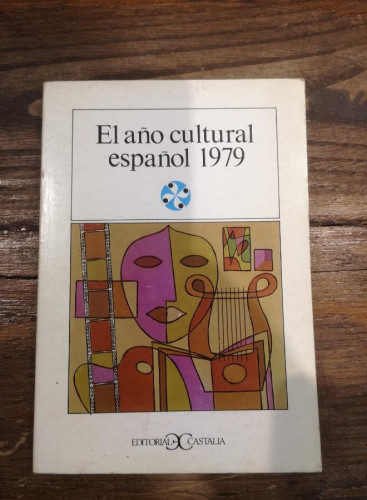 El año cultural
español 1979
EDITORIAL CASTALIA